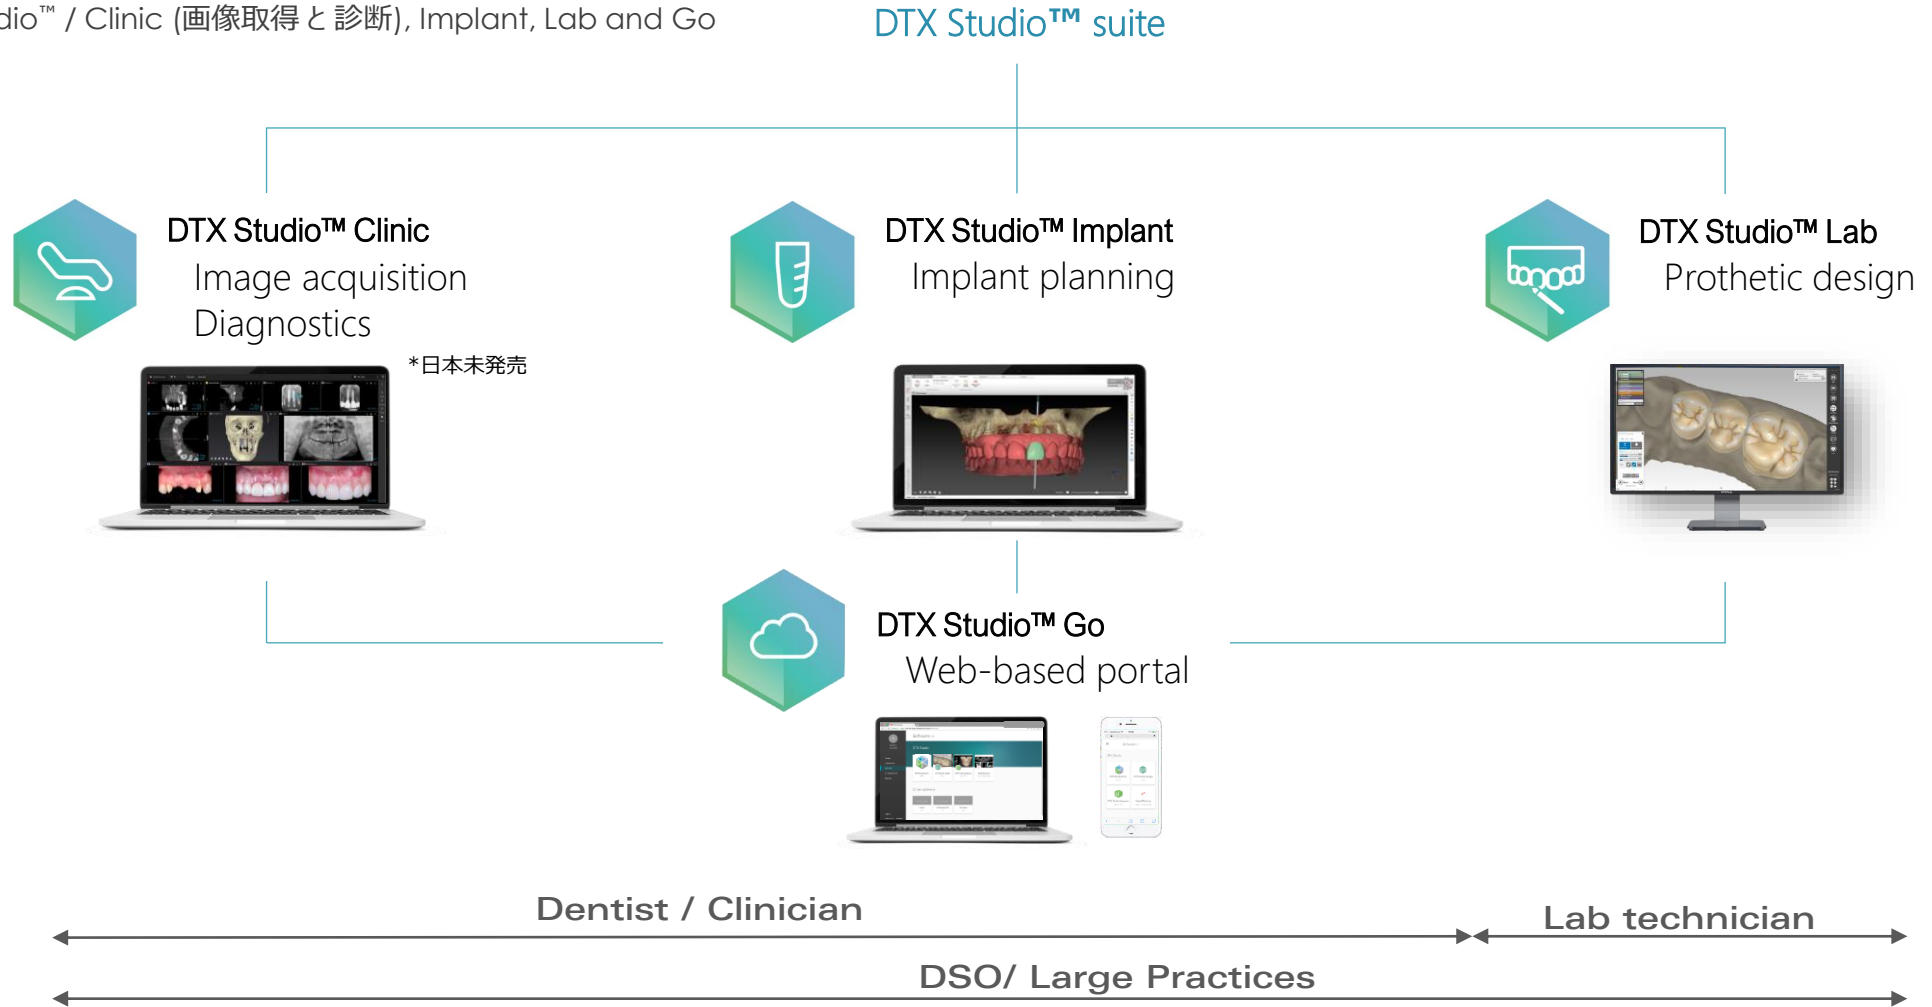 dio™ / Clinic (画像取得と診断), Implant, Lab and Go
DTX Studio™ suite
DTX Studio™ Clinic
Image acquisition
Diagnostics
*日本未発売
DTX Studio™ Implant
Implant planning
DTX Studio™ Lab
Prothetic design
DTX Studio™ Go
Web-based portal
Dentist / Clinician
Lab technician
DSO/ Large Practices